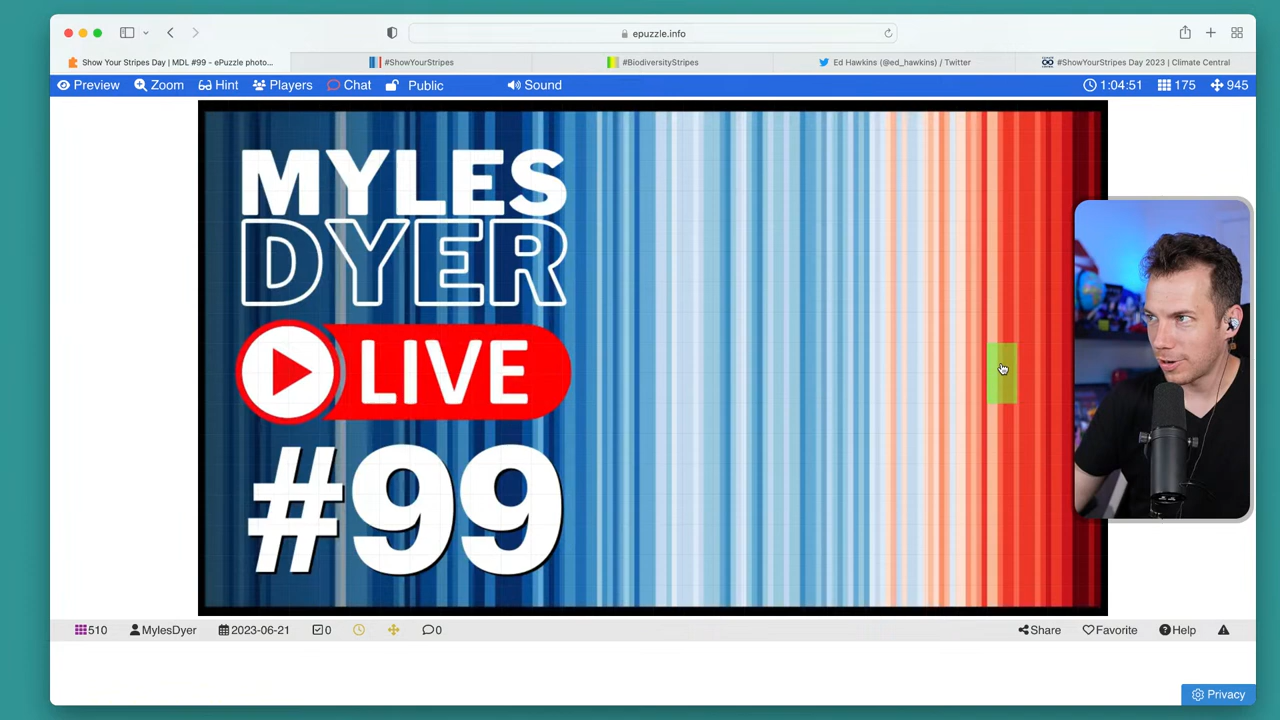 epuzzle.info
Show Your Stripes Day | MDL #99 - ePuzzle photo...
#ShowYourStripes
#BiodiversityStripes
Ed Hawkins (@ed_hawkins) / Twitter
#ShowYourStripes Day 2023 | Climate Central
Preview Zoom Hint Players Chat Public Sound 1:04:51 175 945
MYLES
DYER
LIVE
#99
510 MylesDyer 2023-06-21 0 0 Share Favorite Help
Privacy